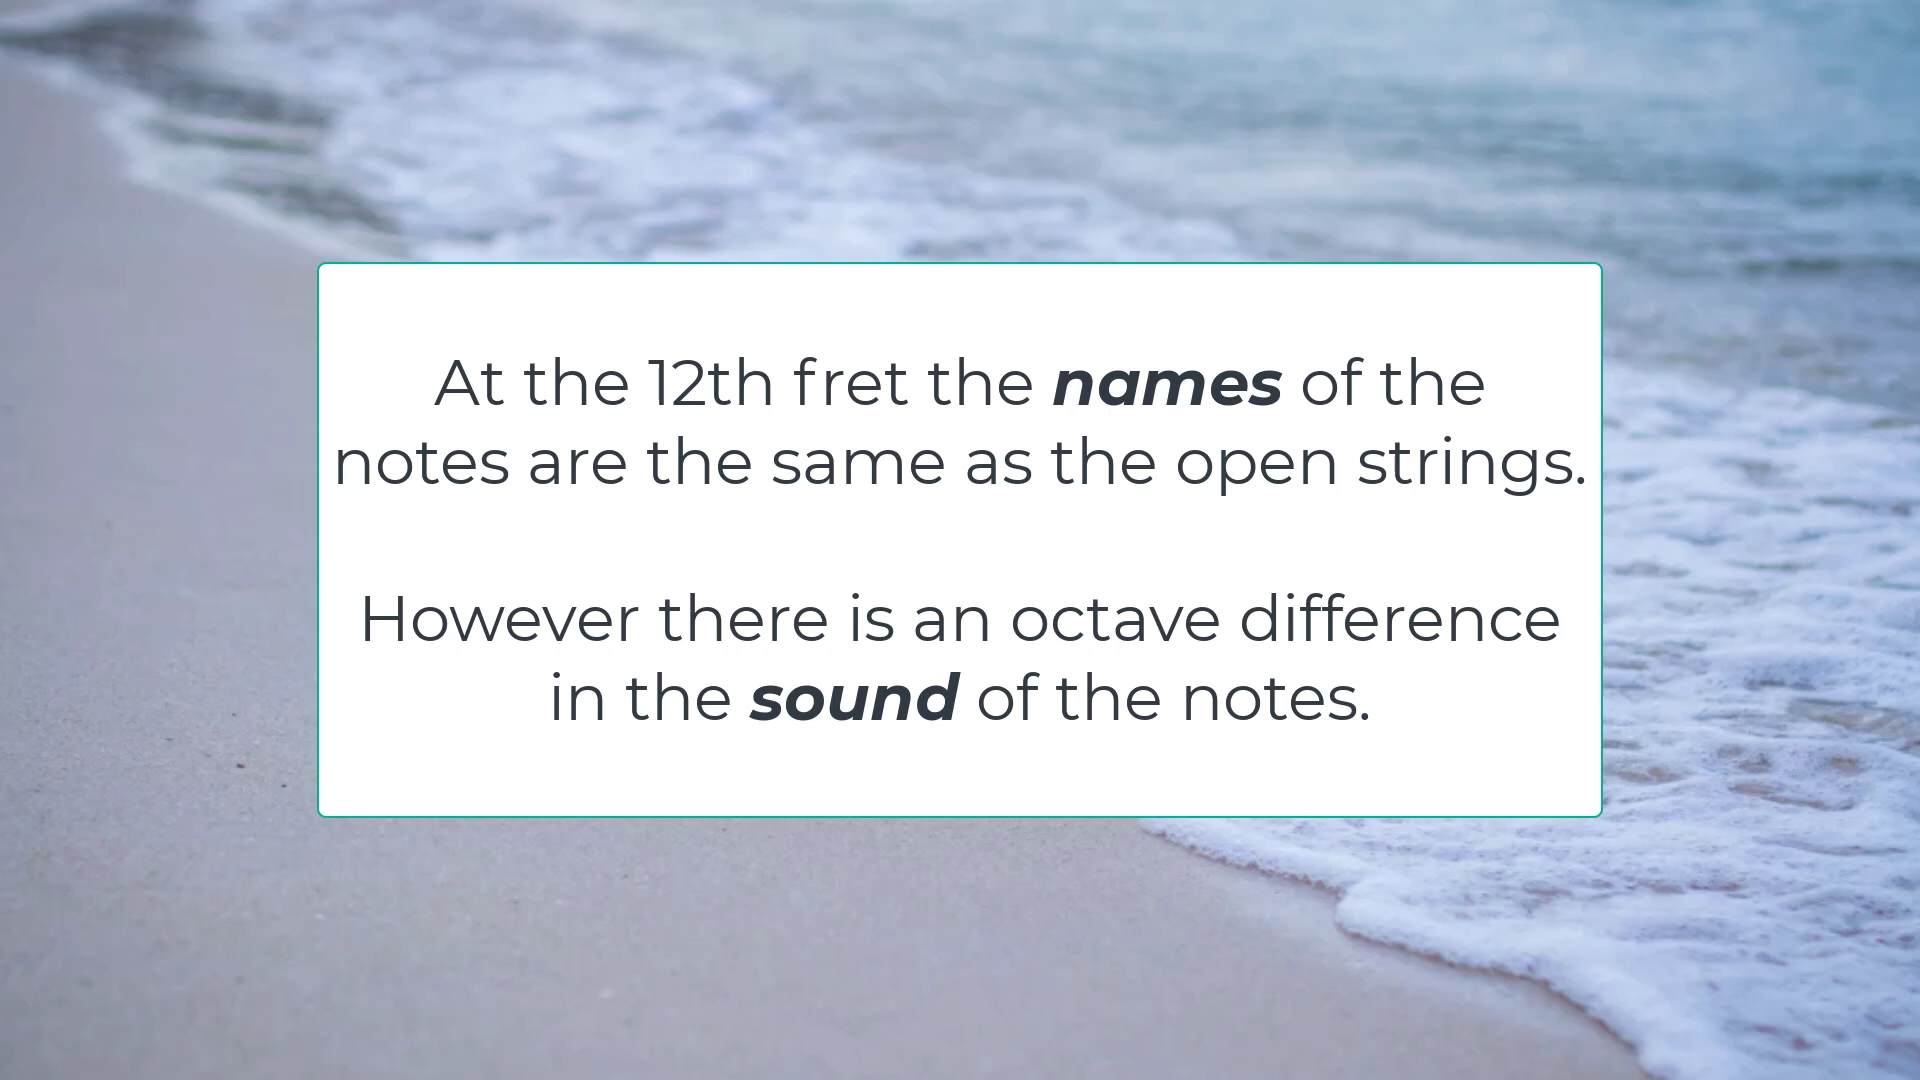 At the 12th fret the names of the
notes are the same as the open strings.
However there is an octave difference
in the sound of the notes.